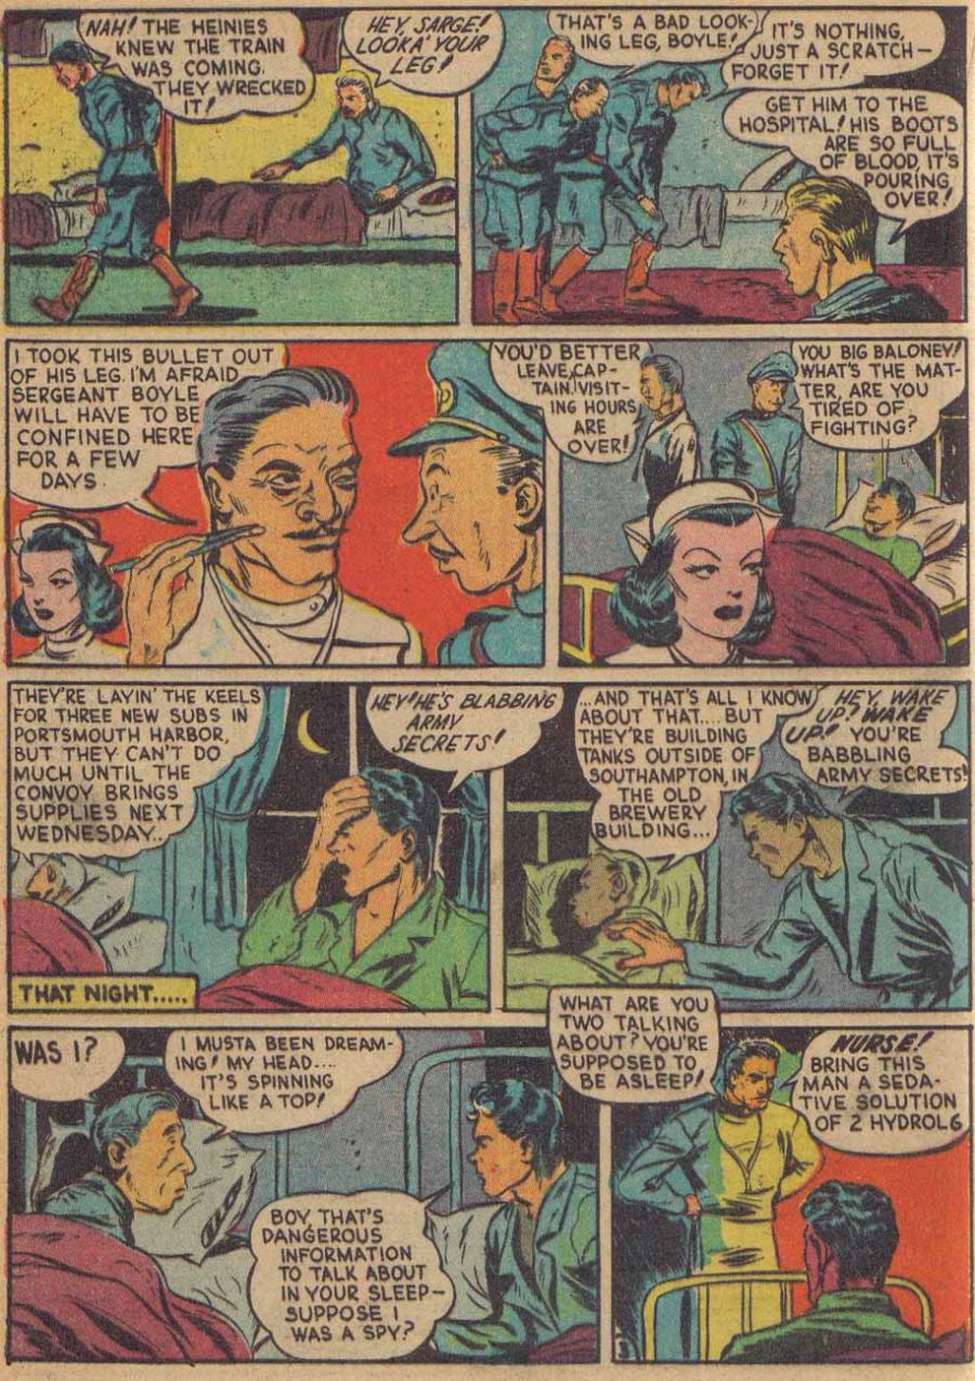 NAH! THE HEINIES
KNEW THE TRAIN
WAS COMING.
THEY WRECKED
IT!
HEY, SARGE!
LOOKA' YOUR
LEG!
THAT'S A BAD LOOK-
ING LEG, BOYLE!
IT'S NOTHING,
JUST A SCRATCH—
FORGET IT!
GET HIM TO THE
HOSPITAL! HIS BOOTS
ARE SO FULL
OF BLOOD, IT'S
POURING
OVER!
I TOOK THIS BULLET OUT
OF HIS LEG. I'M AFRAID
SERGEANT BOYLE
WILL HAVE TO BE
CONFINED HERE
FOR A FEW
DAYS.
YOU'D BETTER
LEAVE, CAP-
TAIN. VISIT-
ING HOURS
ARE
OVER!
YOU BIG BALONEY!
WHAT'S THE MAT-
TER, ARE YOU
TIRED OF
FIGHTING?
THEY'RE LAYIN' THE KEELS
FOR THREE NEW SUBS IN
PORTSMOUTH HARBOR,
BUT THEY CAN'T DO
MUCH UNTIL THE
CONVOY BRINGS
SUPPLIES NEXT
WEDNESDAY..
HEY! HE'S BLABBING
ARMY
SECRETS!
THAT NIGHT.....
...AND THAT'S ALL I KNOW
ABOUT THAT.... BUT
THEY'RE BUILDING
TANKS OUTSIDE OF
SOUTHAMPTON, IN
THE OLD
BREWERY
BUILDING...
HEY, WAKE
UP? WAKE
UP! YOU'RE
BABBLING
ARMY SECRETS!
WAS I?
I MUSTA BEEN DREAM-
ING! MY HEAD....
IT'S SPINNING
LIKE A TOP!
BOY, THAT'S
DANGEROUS
INFORMATION
TO TALK ABOUT
IN YOUR SLEEP—
SUPPOSE I
WAS A SPY?
WHAT ARE YOU
TWO TALKING
ABOUT? YOU'RE
SUPPOSED TO
BE ASLEEP!
NURSE!
BRING THIS
MAN A SEDA-
TIVE SOLUTION
OF 2 HYDROL6